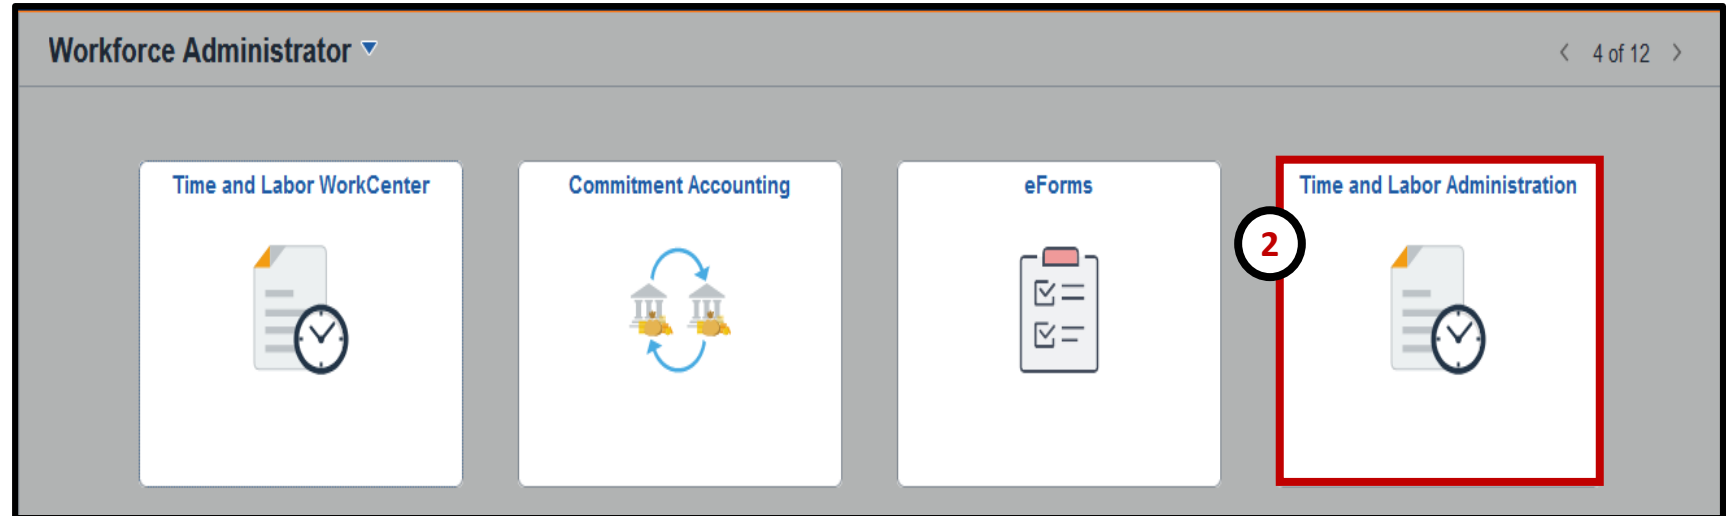 Workforce Administrator
4 of 12
Time and Labor WorkCenter
Commitment Accounting
eForms
Time and Labor Administration
2